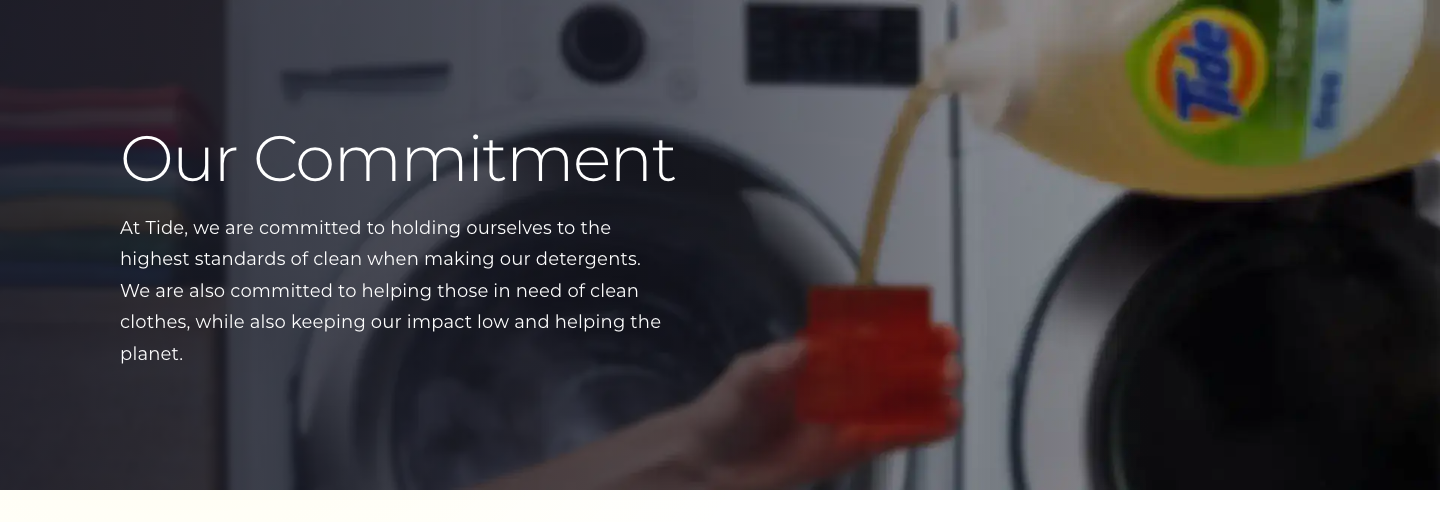 Our Commitment
At Tide, we are committed to holding ourselves to the
highest standards of clean when making our detergents.
We are also committed to helping those in need of clean
clothes, while also keeping our impact low and helping the
planet.
Tide
free